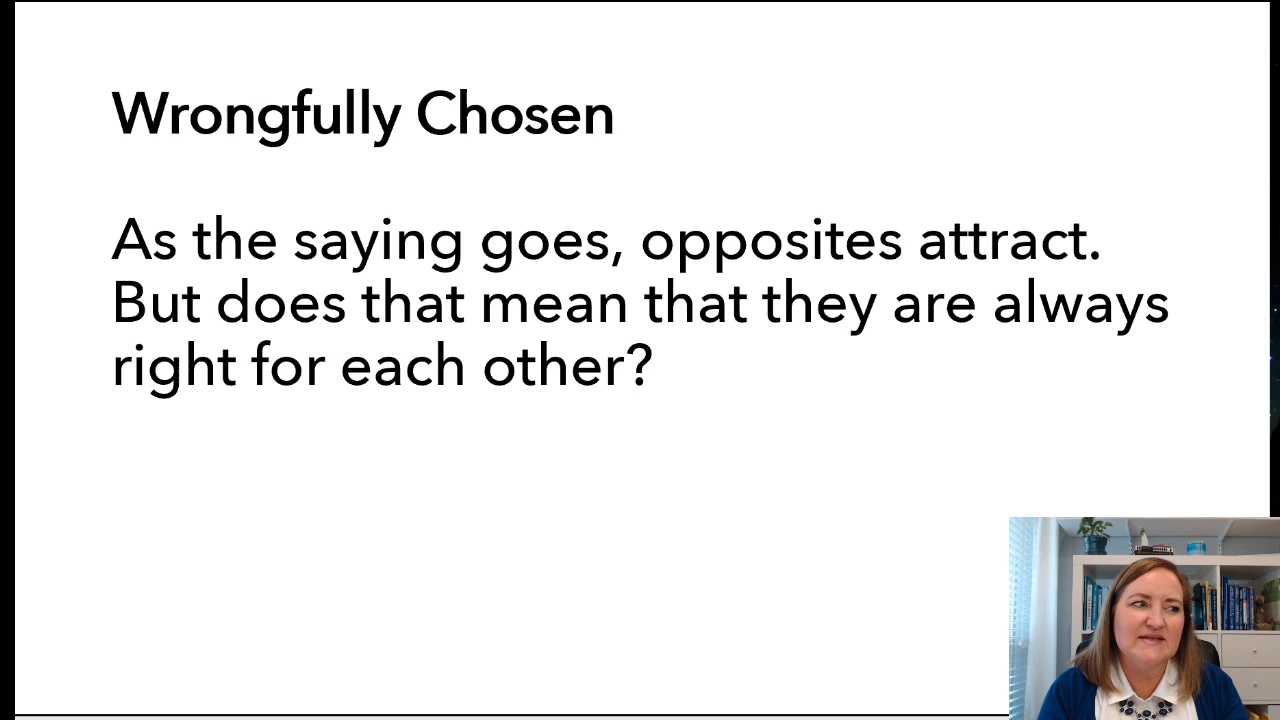 Wrongfully Chosen
As the saying goes, opposites attract.
But does that mean that they are always
right for each other?